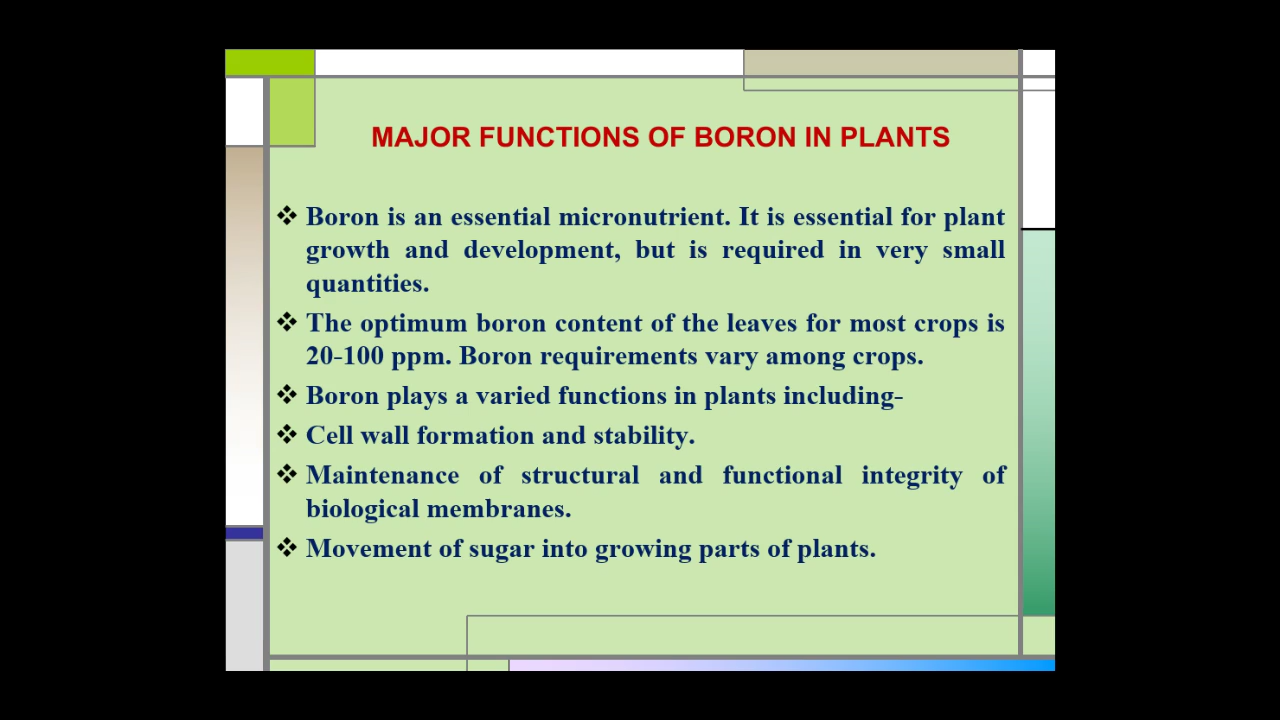 MAJOR FUNCTIONS OF BORON IN PLANTS
❖ Boron is an essential micronutrient. It is essential for plant
growth and development, but is required in very small
quantities.
❖ The optimum boron content of the leaves for most crops is
20-100 ppm. Boron requirements vary among crops.
❖ Boron plays a varied functions in plants including-
❖ Cell wall formation and stability.
❖ Maintenance of structural and functional integrity of
biological membranes.
❖ Movement of sugar into growing parts of plants.